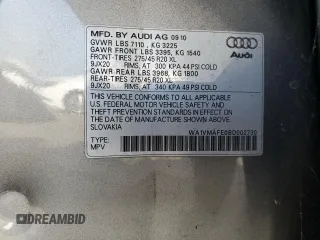 MFD. BY AUDI AG 09 10
GVWR LBS 7110 , KG 3225
GAWR FRONT LBS 3395, KG 1540
FRONT-TIRES 275/45 R20 XL
9JX20 RIMS, AT 300 KPA 44 PSI COLD
GAWR REAR LBS 3968, KG 1800
REAR-TIRES 275/45 R20 XL
9JX20 RIMS, AT 340 KPA 49 PSI COLD
Audi
THIS VEHICLE CONFORMS TO ALL APPLICABLE
U.S. FEDERAL MOTOR VEHICLE SAFETY AND
THEFT PREVENTION STANDARDS IN EFFECT ON
THE DATE OF MANUFACTURE SHOWN ABOVE.
SLOVAKIA
TYPE:
MPV
DREAMBID